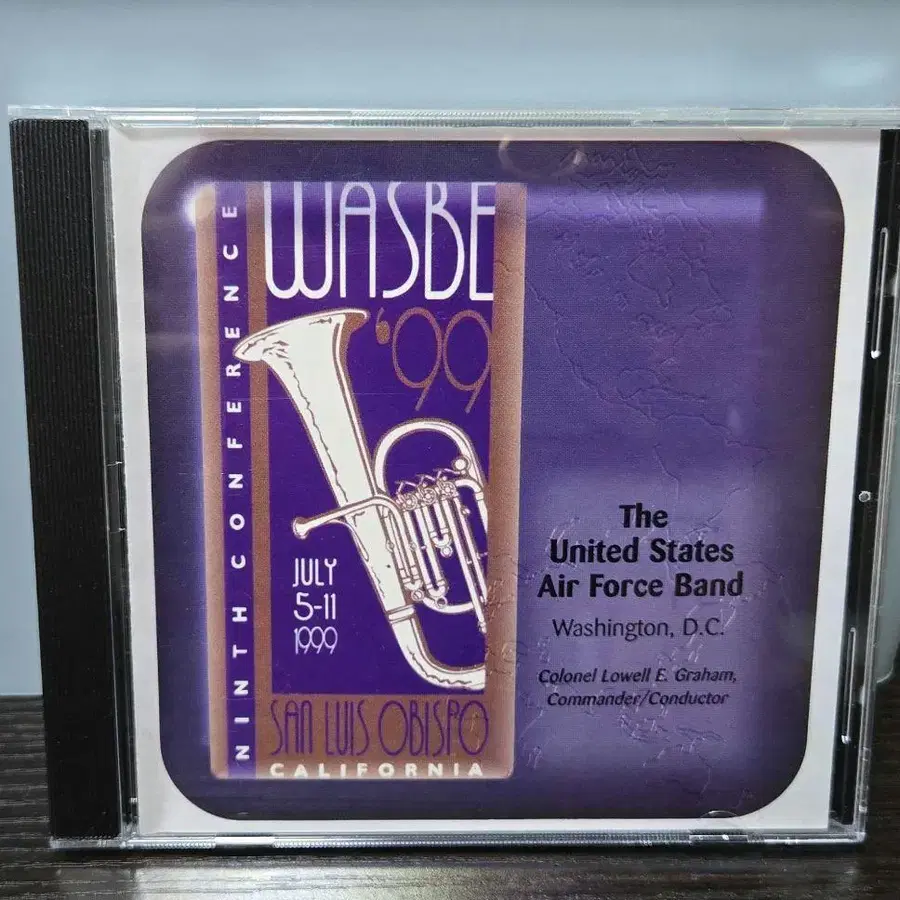 NINTH CONFERENCE
WASBE
'99
JULY
5-11
1999
SAN LUIS OBISPO
CALIFORNIA
The
United States
Air Force Band
Washington, D.C.
Colonel Lowell E. Graham,
Commander/Conductor